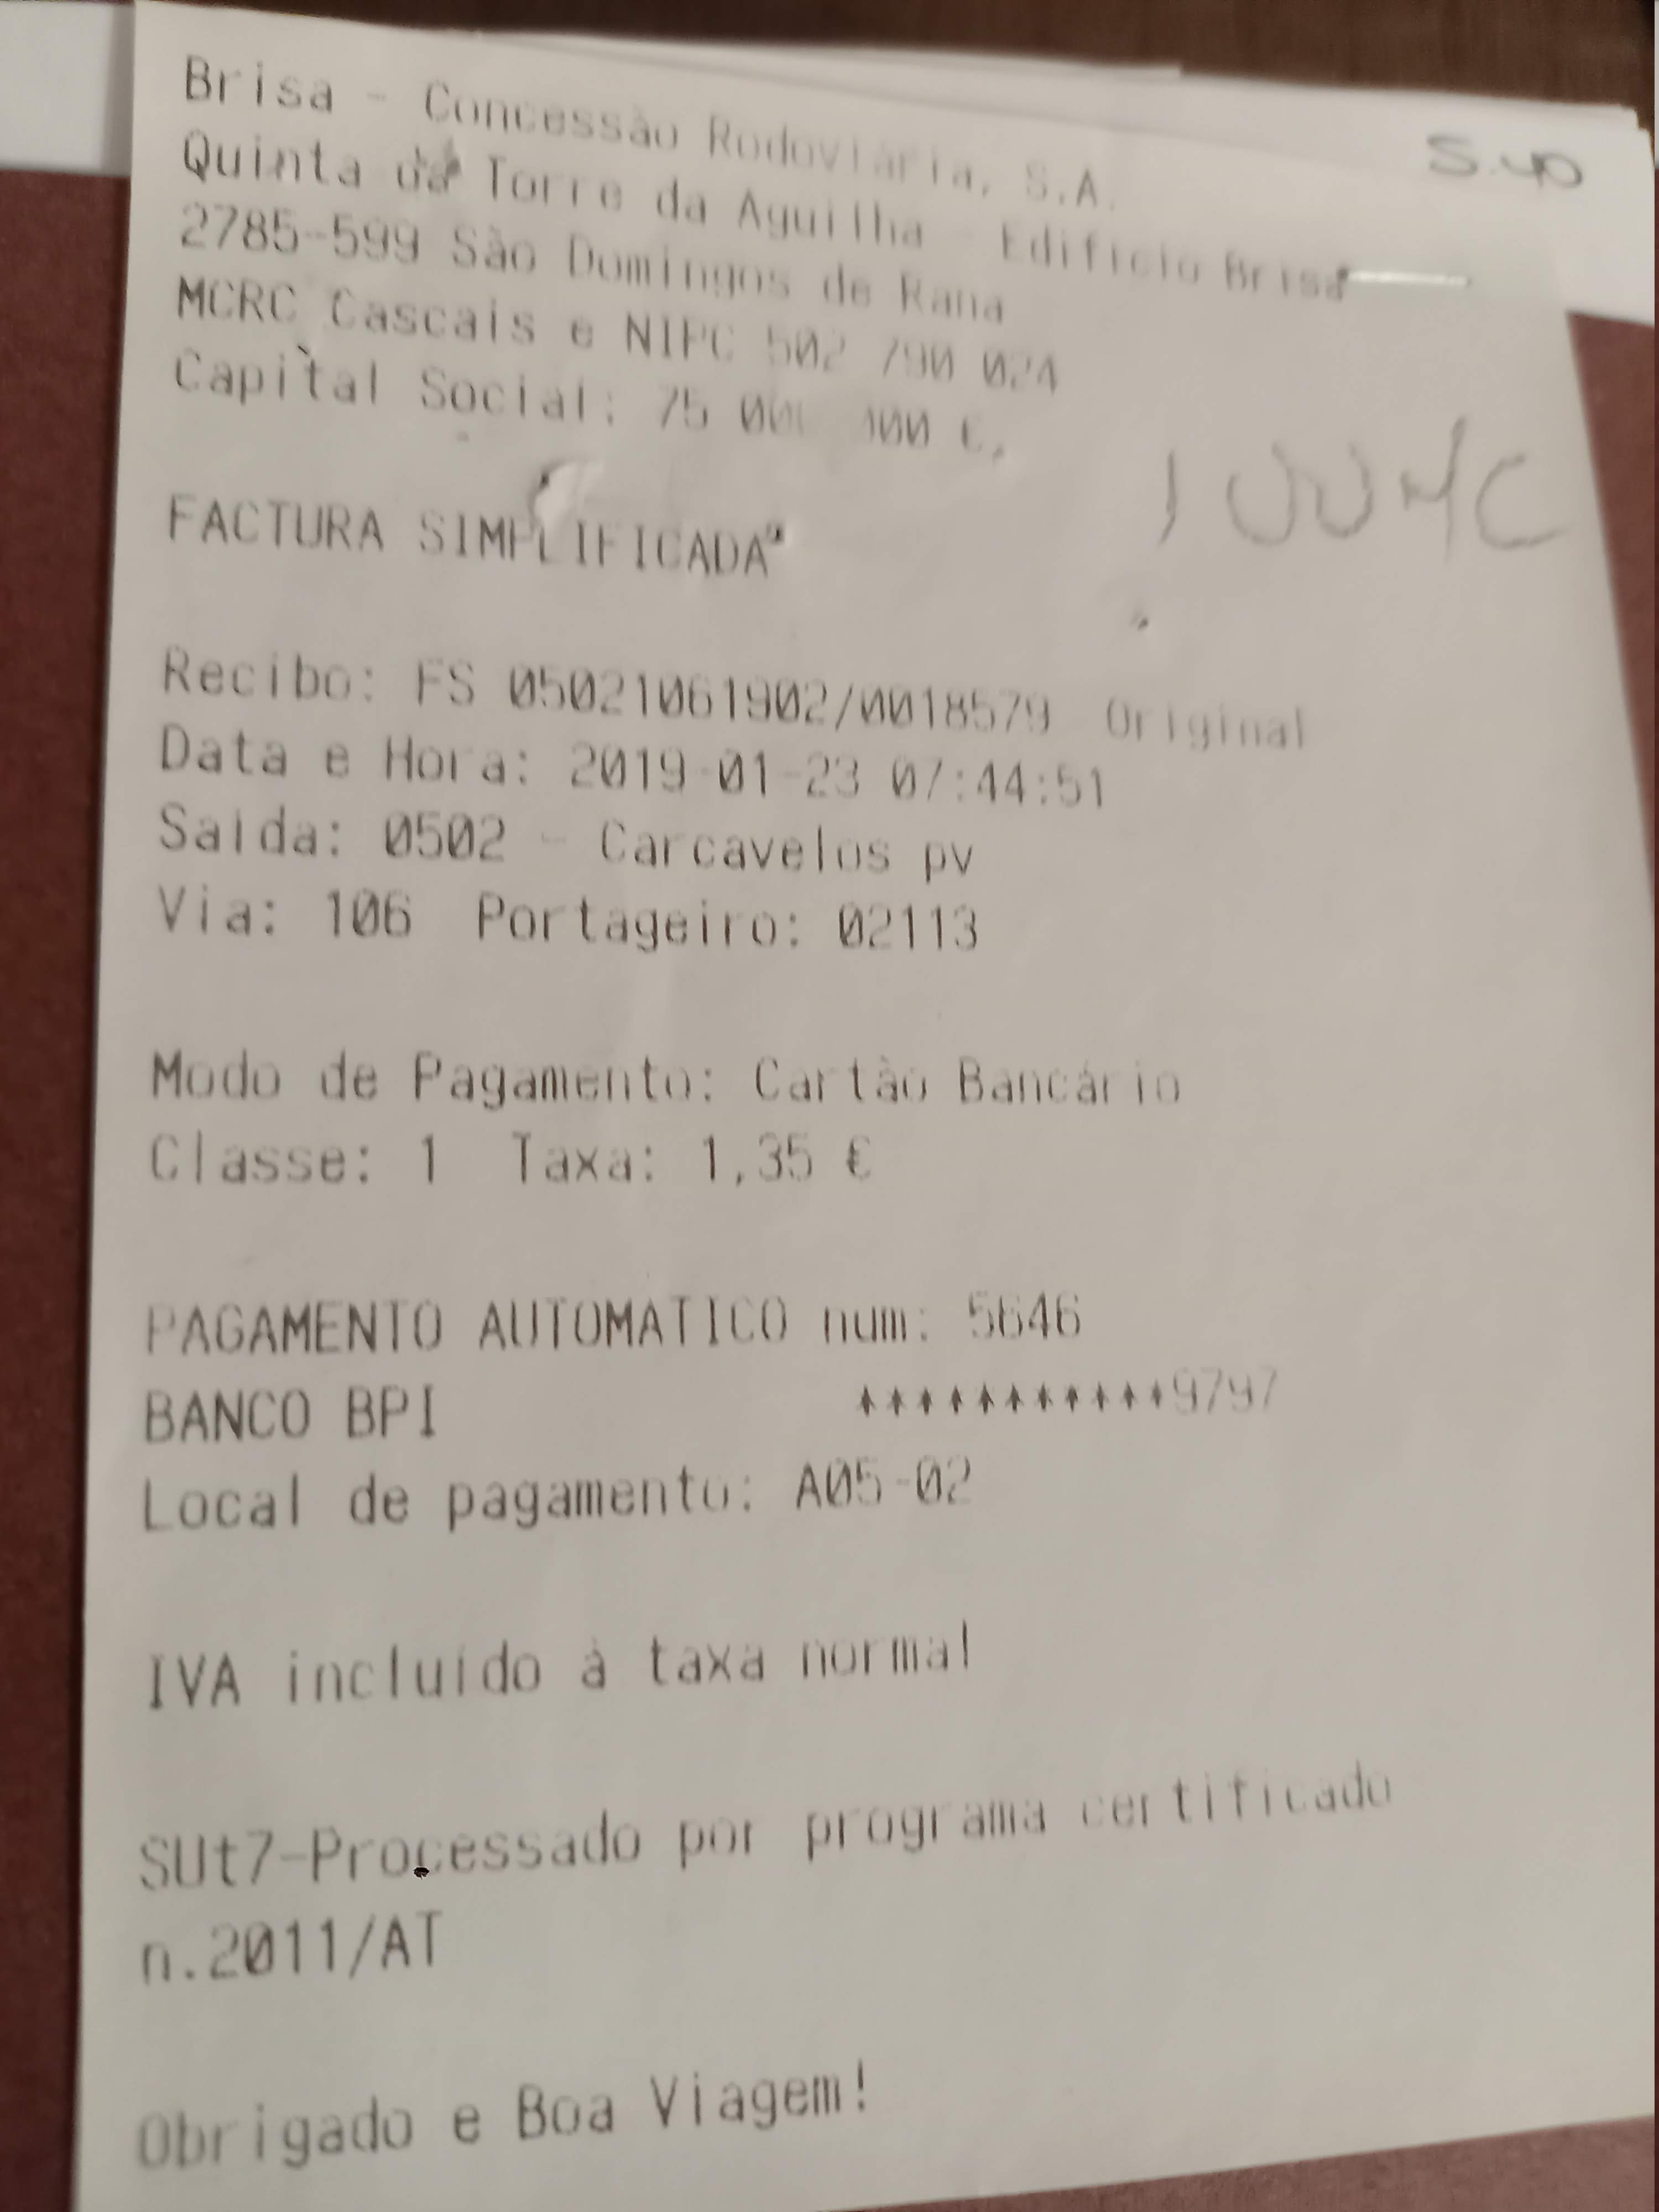 Brisa - Concessão Rodoviária, S.A.
S.40
Quinta da Torre da Aguilha - Edifício Brisa
2785-599 São Domingos de Rana
MCRC Cascais e NIPC 502 790 024
Capital Social: 75 000 000 €,
FACTURA SIMPLIFICADA
Recibo: FS 05021061902/0018579 Original
Data e Hora: 2019-01-23 07:44:51
Saída: 0502 - Carcavelos pv
Via: 106 Portageiro: 02113
Modo de Pagamento: Cartão Bancário
Classe: 1 Taxa: 1,35 €
PAGAMENTO AUTOMATICO num: 5646
BANCO BPI ***********9797
Local de pagamento: A05-02
IVA incluído à taxa normal
SUt7-Processado por programa certificado
n.2011/AT
Obrigado e Boa Viagem!